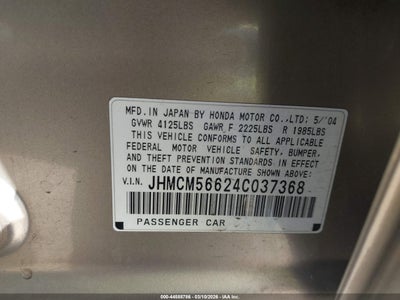 MFD. IN JAPAN BY HONDA MOTOR CO.,LTD: 5/'04
GVWR 4125LBS GAWR F 2225LBS R 1985LBS
THIS VEHICLE CONFORMS TO ALL APPLICABLE
FEDERAL MOTOR VEHICLE SAFETY, BUMPER,
AND THEFT PREVENTION STANDARDS IN EFFECT
ON THE DATE OF MANUFACTURE SHOWN ABOVE.
V.I.N. JHMCM56624C037368
PASSENGER CAR
000-44588786 - 03/10/2026 - IAA Inc.